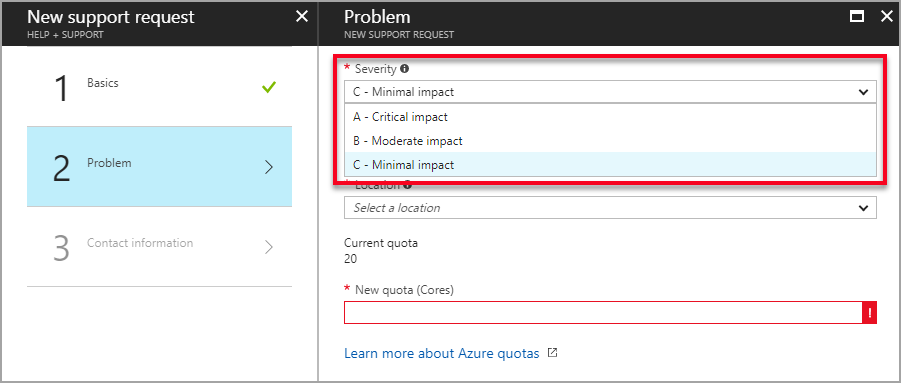 New support request
HELP + SUPPORT
1
Basics
2
Problem
3
Contact information
Problem
NEW SUPPORT REQUEST
* Severity
C - Minimal impact
A - Critical impact
B - Moderate impact
C - Minimal impact
* Location
Select a location
Current quota
20
* New quota (Cores)
!
Learn more about Azure quotas